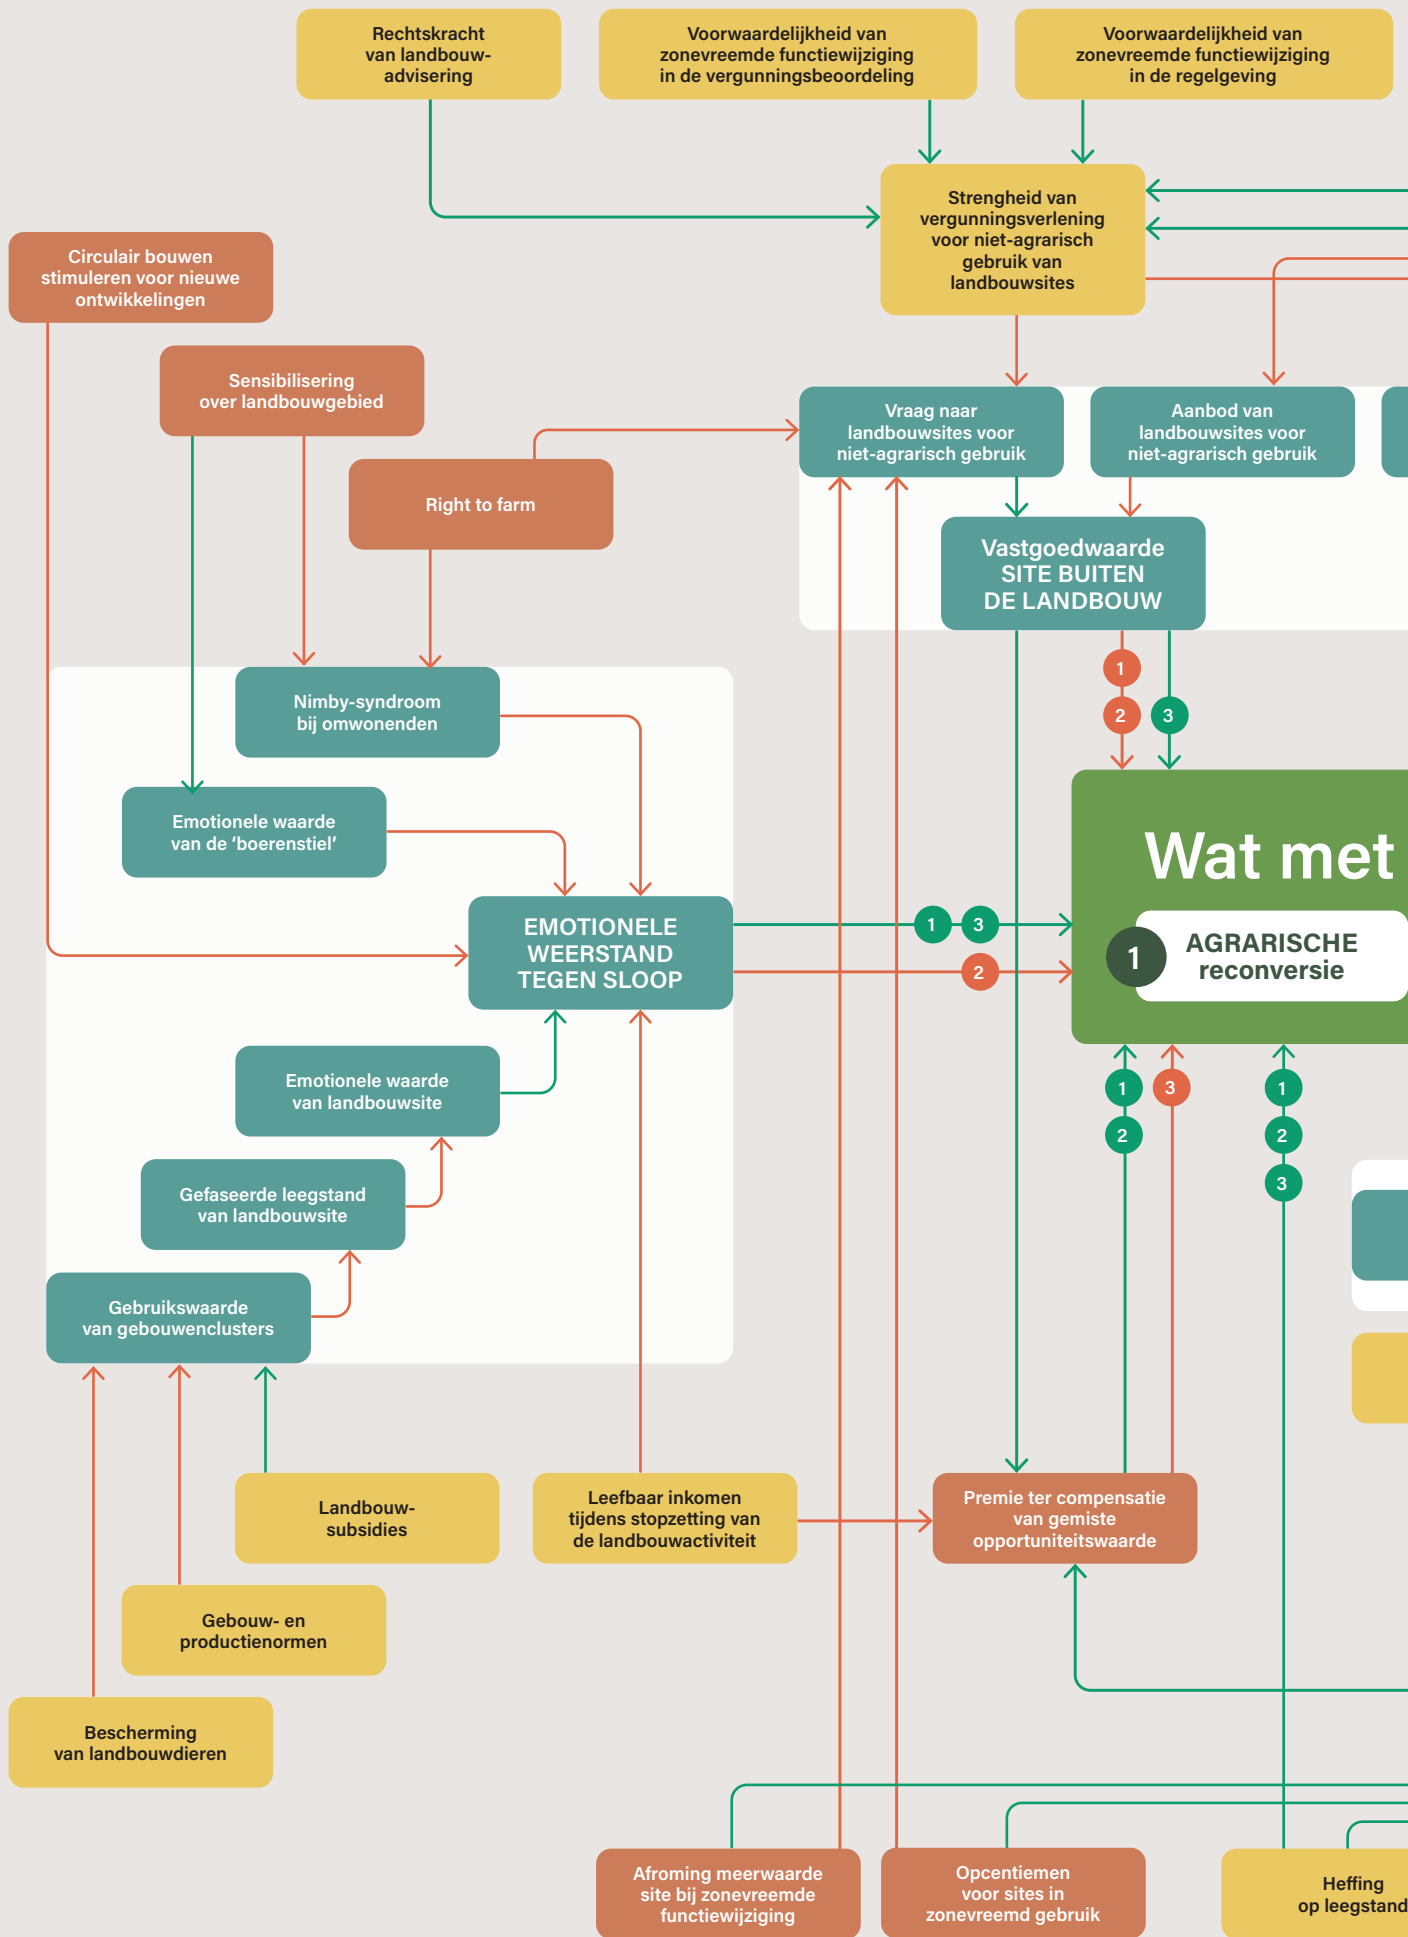 Rechtskracht
van landbouw-
advisering
Voorwaardelijkheid van
zonevreemde functiewijziging
in de vergunningsbeoordeling
Voorwaardelijkheid van
zonevreemde functiewijziging
in de regelgeving
Strengheid van
vergunningsverlening
voor niet-agrarisch
gebruik van
landbouwsites
Circulair bouwen
stimuleren voor nieuwe
ontwikkelingen
Sensibilisering
over landbouwgebied
Right to farm
Vraag naar
landbouwsites voor
niet-agrarisch gebruik
Aanbod van
landbouwsites voor
niet-agrarisch gebruik
Vastgoedwaarde
SITE BUITEN
DE LANDBOUW
1
2
3
Nimby-syndroom
bij omwonenden
Emotionele waarde
van de ‘boerenstiel’
EMOTIONELE
WEERSTAND
TEGEN SLOOP
1
3
2
Wat met
1
AGRARISCHE
reconversie
1
2
3
1
2
3
Emotionele waarde
van landbouwsite
Gefaseerde leegstand
van landbouwsite
Gebruikswaarde
van gebouwenclusters
Landbouw-
subsidies
Leefbaar inkomen
tijdens stopzetting van
de landbouwactiviteit
Premie ter compensatie
van gemiste
opportuniteitswaarde
Gebouw- en
productienormen
Bescherming
van landbouwdieren
Afroming meerwaarde
site bij zonevreemde
functiewijziging
Opcentiemen
voor sites in
zonevreemd gebruik
Heffing
op leegstand